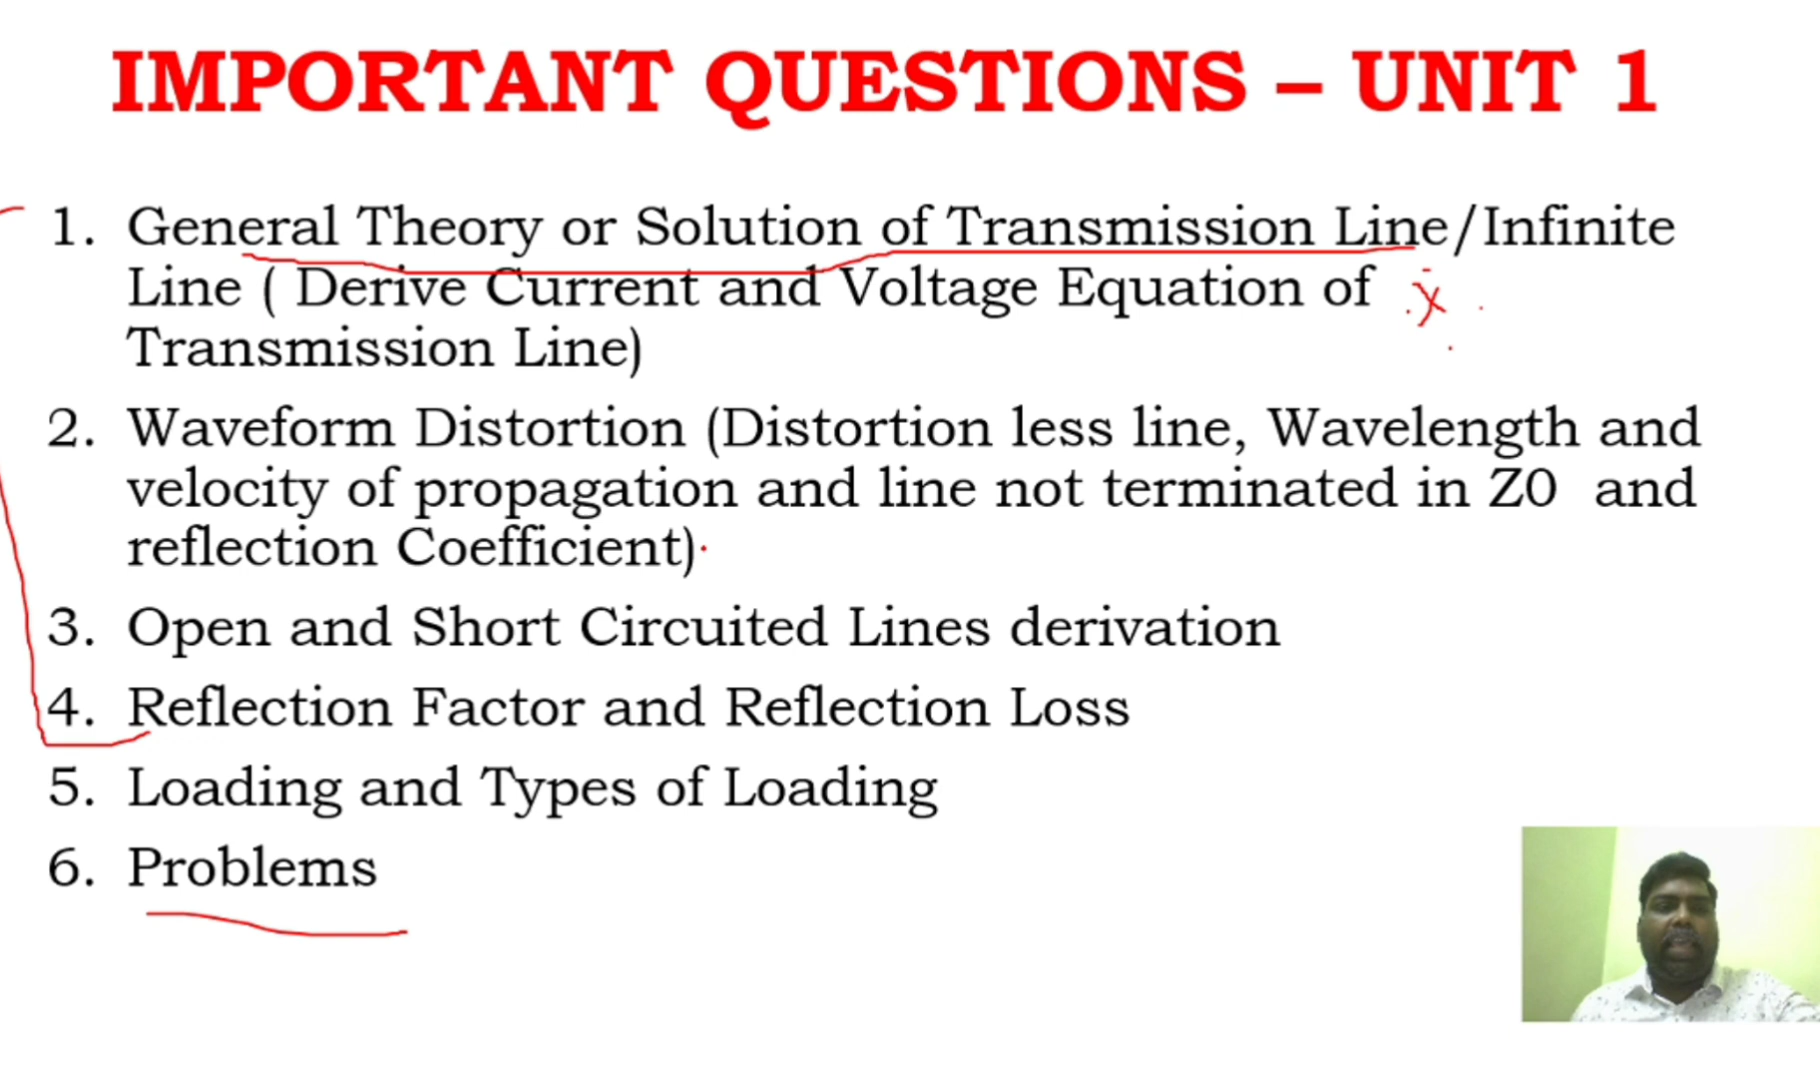 IMPORTANT QUESTIONS – UNIT 1
1. General Theory or Solution of Transmission Line/Infinite
Line ( Derive Current and Voltage Equation of
Transmission Line)
2. Waveform Distortion (Distortion less line, Wavelength and
velocity of propagation and line not terminated in Z0 and
reflection Coefficient)
3. Open and Short Circuited Lines derivation
4. Reflection Factor and Reflection Loss
5. Loading and Types of Loading
6. Problems